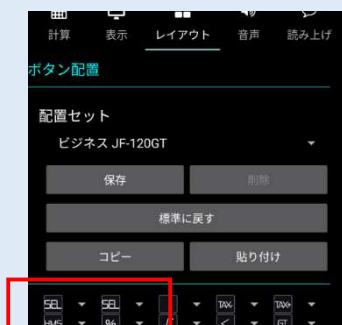 計算 表示 レイアウト 音声 読み上げ
ボタン配置
配置セット
ビジネス JF-120GT
保存 削除
標準に戻す
コピー 貼り付け
SEL SEL TAX- TAX+
HMS % GT